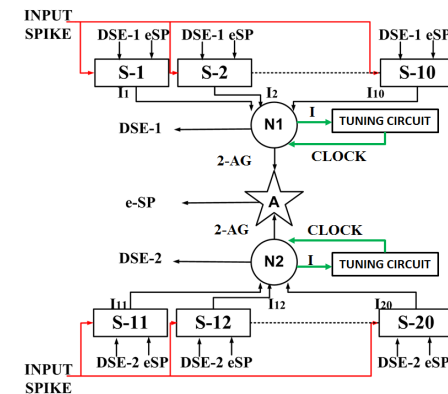 INPUT
SPIKE
DSE-1 eSP DSE-1 eSP DSE-1 eSP
S-1 S-2 S-10
I1 I2 I10
N1 I TUNING CIRCUIT
DSE-1
CLOCK
2-AG
e-SP A
2-AG CLOCK
DSE-2 N2 I TUNING CIRCUIT
I11 I12 I20
S-11 S-12 S-20
DSE-2 eSP DSE-2 eSP DSE-2 eSP
INPUT
SPIKE